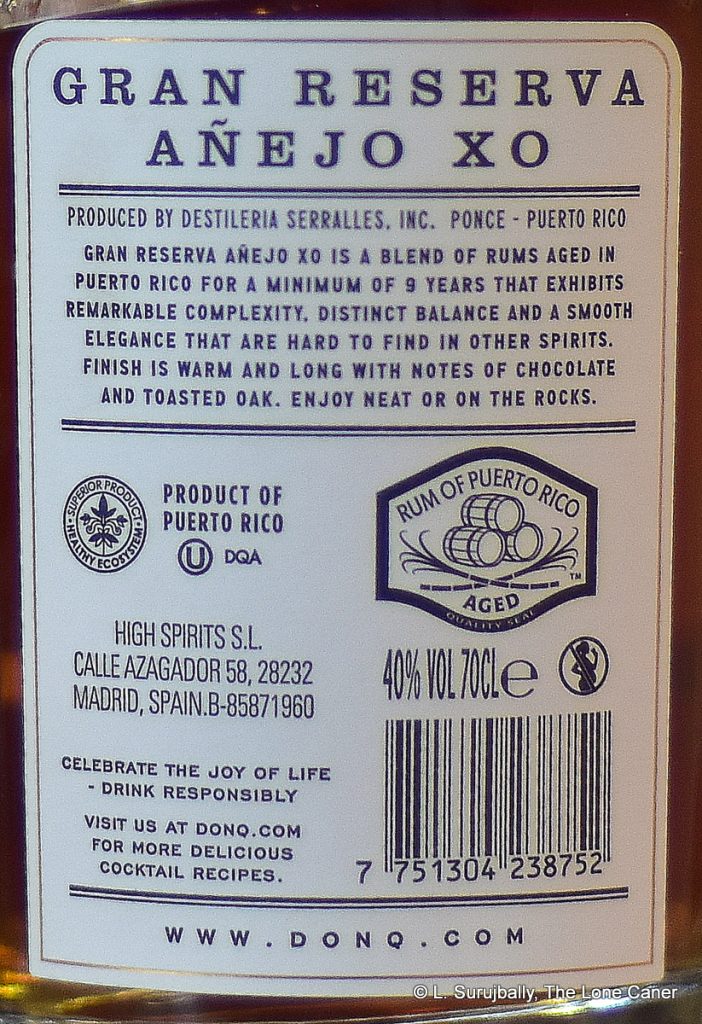 GRAN RESERVA
AÑEJO XO
PRODUCED BY DESTILERIA SERRALLES, INC. PONCE - PUERTO RICO
GRAN RESERVA AÑEJO XO IS A BLEND OF RUMS AGED IN
PUERTO RICO FOR A MINIMUM OF 9 YEARS THAT EXHIBITS
REMARKABLE COMPLEXITY, DISTINCT BALANCE AND A SMOOTH
ELEGANCE THAT ARE HARD TO FIND IN OTHER SPIRITS.
FINISH IS WARM AND LONG WITH NOTES OF CHOCOLATE
AND TOASTED OAK. ENJOY NEAT OR ON THE ROCKS.
SUPERIOR PRODUCT
HEALTHY ECOSYSTEM
PRODUCT OF
PUERTO RICO
U DQA
RUM OF PUERTO RICO
TM
AGED
QUALITY SEAL
HIGH SPIRITS S.L.
CALLE AZAGADOR 58, 28232
MADRID, SPAIN.B-85871960
40% VOL 70CL e
CELEBRATE THE JOY OF LIFE
- DRINK RESPONSIBLY
VISIT US AT DONQ.COM
FOR MORE DELICIOUS
COCKTAIL RECIPES.
7 751304 238752
WWW.DONQ.COM
© L. Surujbally, The Lone Caner